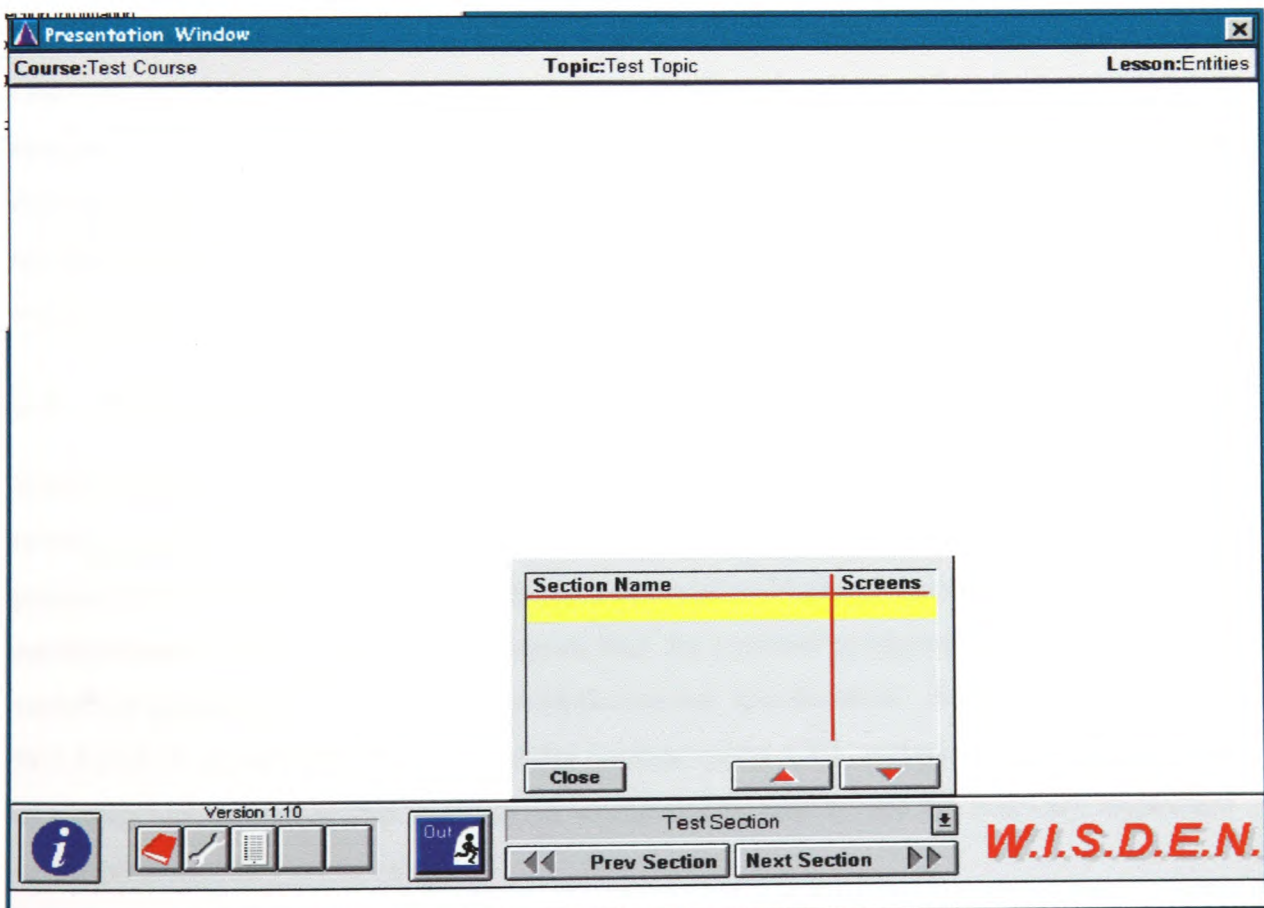 Presentation Window
Course:Test Course Topic:Test Topic Lesson:Entities
Section Name Screens
Close
Version 1.10
Out
Test Section
Prev Section Next Section
W.I.S.D.E.N.